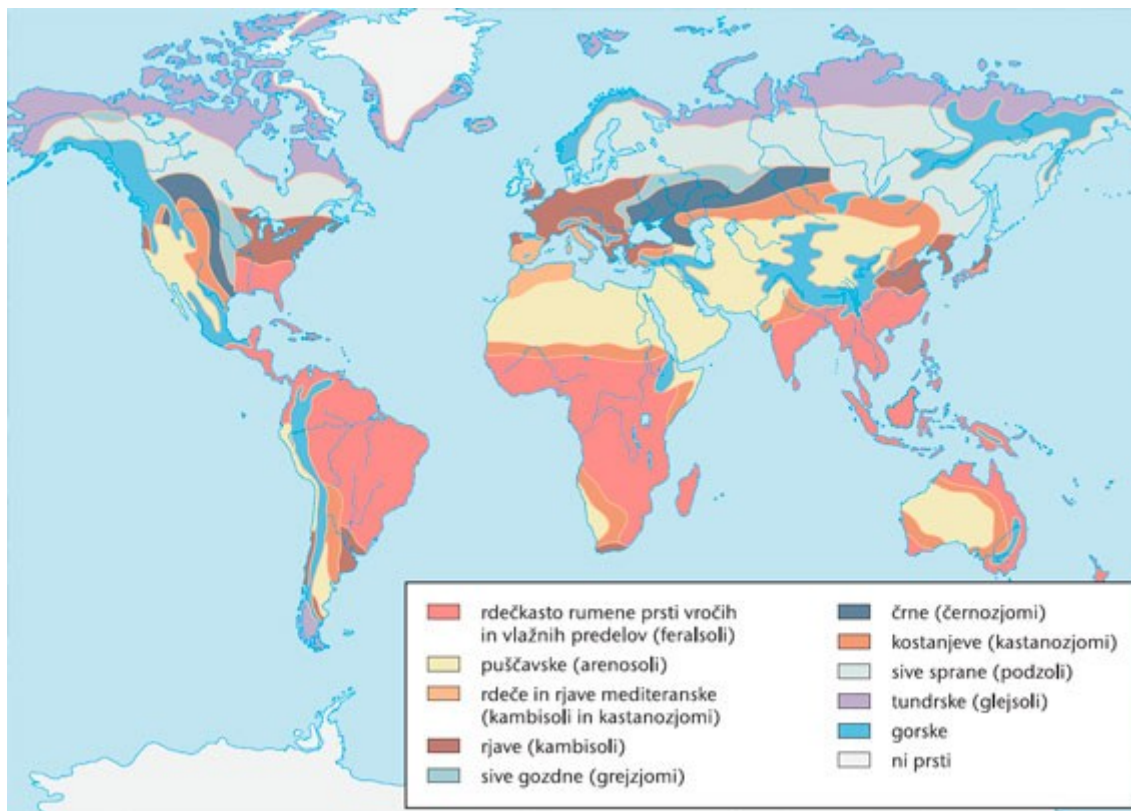 rdečkasto rumene prsti vročih
in vlažnih predelov (feralsoli)
puščavske (arenosoli)
rdeče in rjave mediteranske
(kambisoli in kastanozjomi)
rjave (kambisoli)
sive gozdne (grejzjomi)
črne (černozjomi)
kostanjeve (kastanozjomi)
sive sprane (podzoli)
tundrske (glejsoli)
gorske
ni prsti